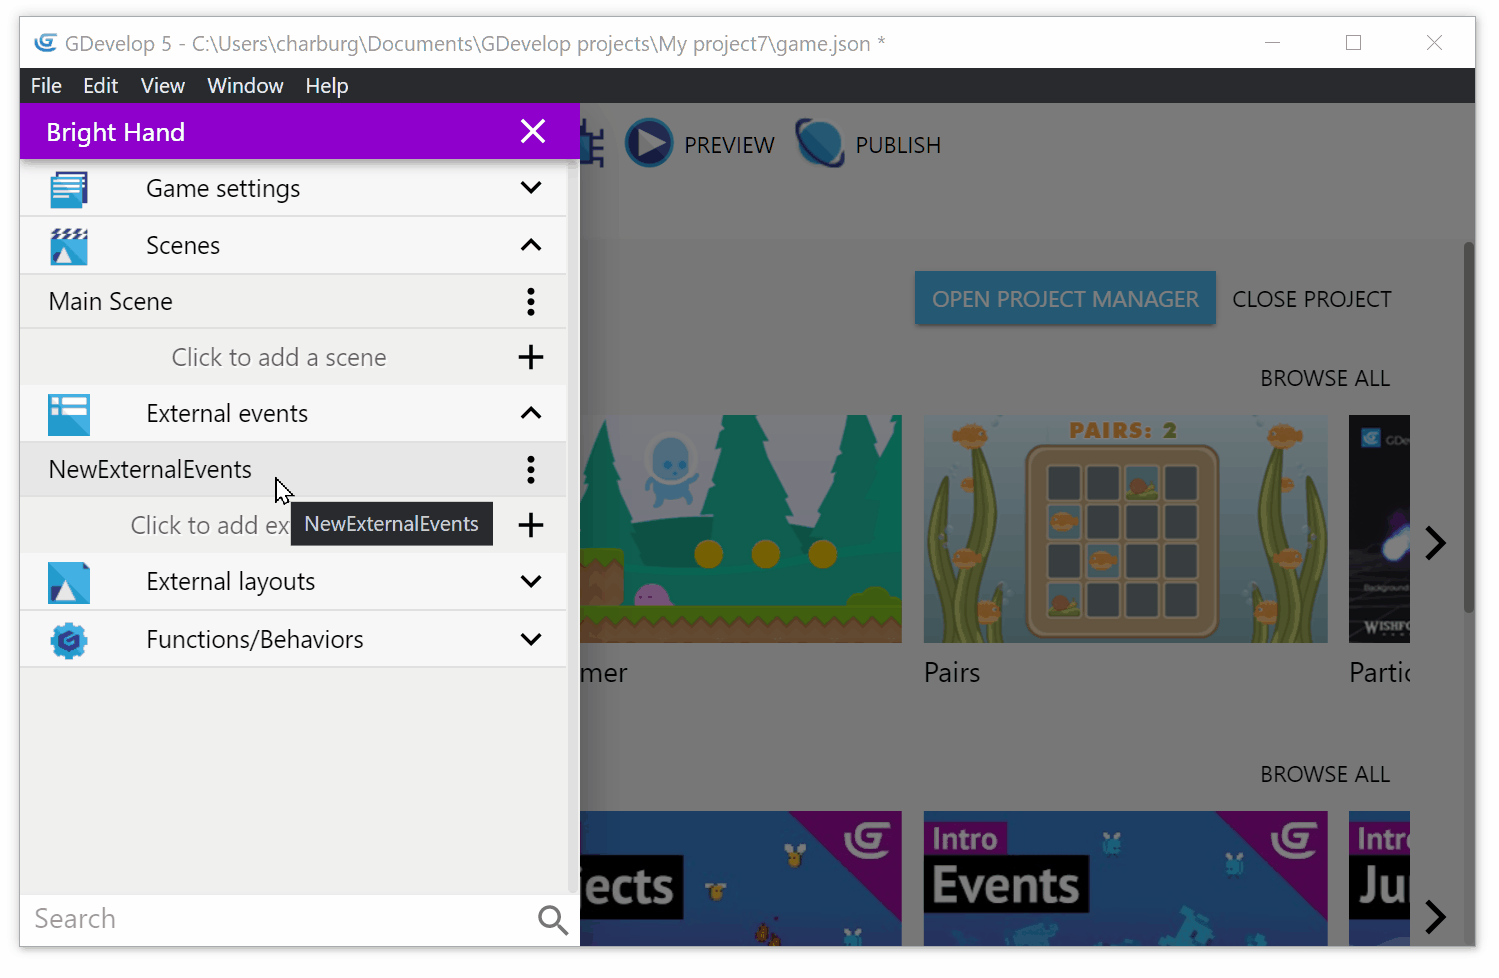 GDevelop 5 - C:\Users\charburg\Documents\GDevelop projects\My project7\game.json *
File Edit View Window Help
Bright Hand
PREVIEW PUBLISH
Game settings
Scenes
OPEN PROJECT MANAGER CLOSE PROJECT
Main Scene
Click to add a scene
BROWSE ALL
External events
PAIRS: 2
NewExternalEvents
Click to add ex
NewExternalEvents
External layouts
Functions/Behaviors
mer
Pairs
Partic
BROWSE ALL
Intro
Events
jects
Intr
Ju
Search